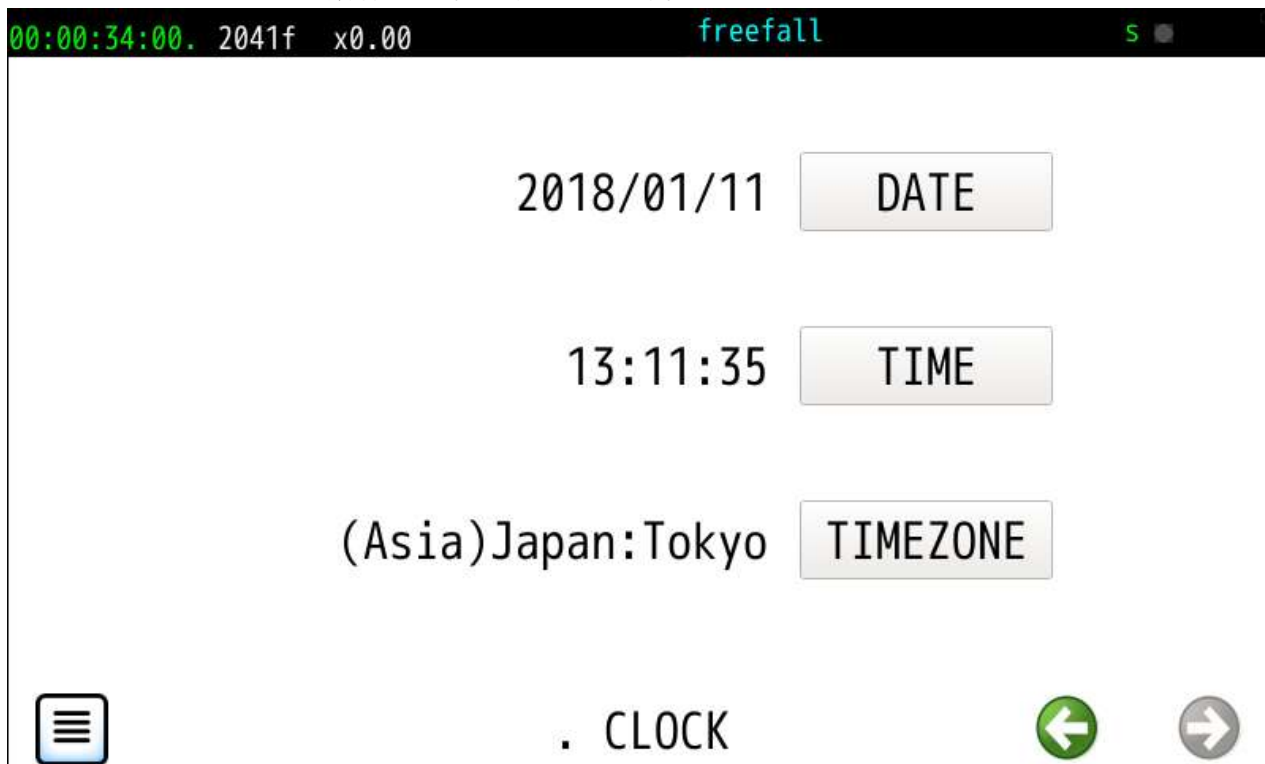 00:00:34:00. 2041f x0.00 freefall S
2018/01/11 DATE
13:11:35 TIME
(Asia)Japan:Tokyo TIMEZONE
. CLOCK